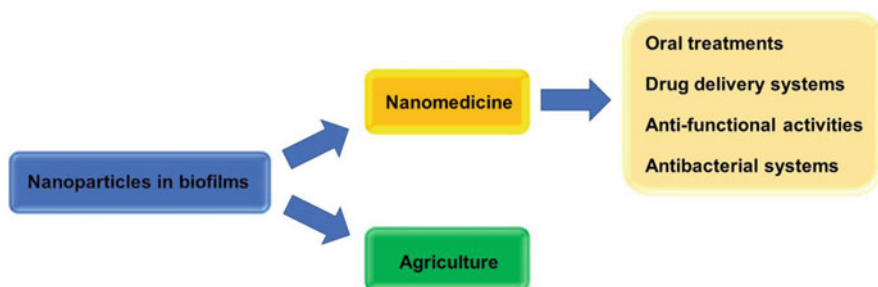 Nanoparticles in biofilms
Nanomedicine
Agriculture
Oral treatments
Drug delivery systems
Anti-functional activities
Antibacterial systems